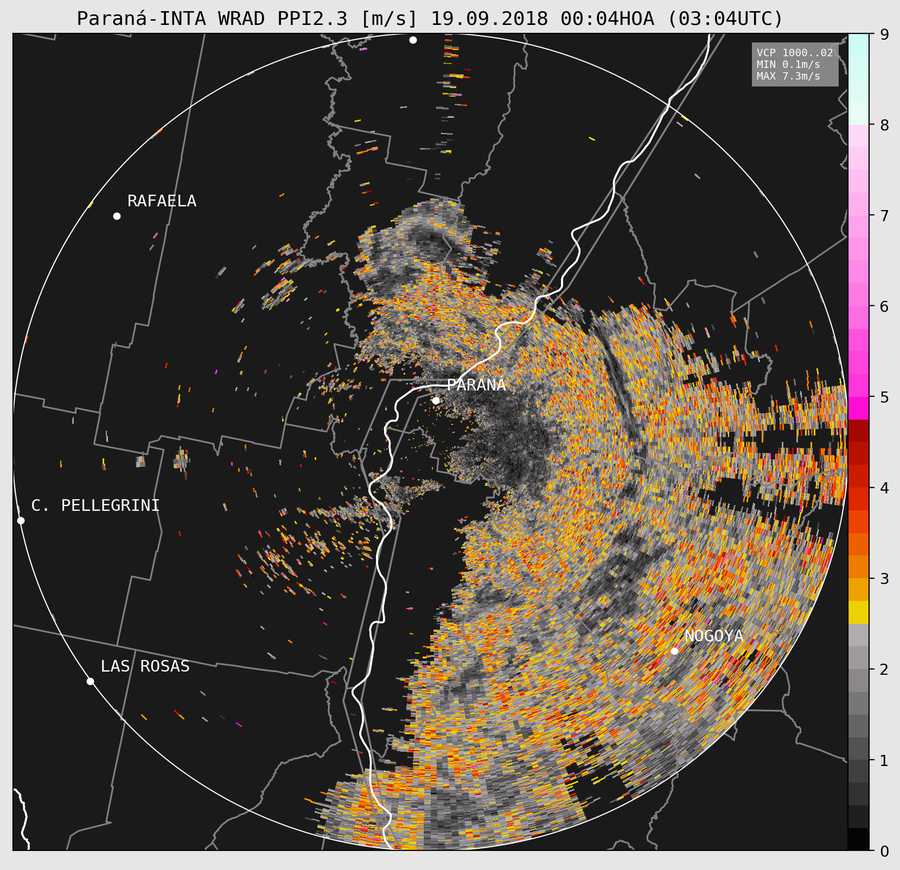 Paraná-INTA WRAD PPI2.3 [m/s] 19.09.2018 00:04HOA (03:04UTC)
VCP 1000..02
MIN 0.1m/s
MAX 7.3m/s
RAFAELA
PARANÁ
C. PELLEGRINI
NOGOYA
LAS ROSAS
9
8
7
6
5
4
3
2
1
0